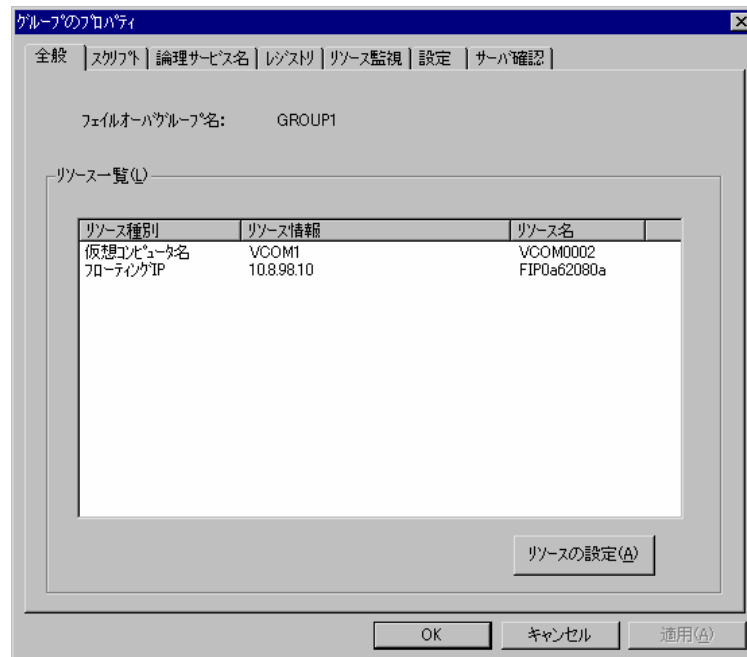 ｸﾞﾙｰﾌﾟのﾌﾟﾛﾊﾟﾃｨ
全般 ｽｸﾘﾌﾟﾄ 論理ｻｰﾋﾞｽ名 ﾚｼﾞｽﾄﾘ ﾘｿｰｽ監視 設定 ｻｰﾊﾞ確認
ﾌｪｲﾙｵｰﾊﾞｸﾞﾙｰﾌﾟ名: GROUP1
ﾘｿｰｽ一覧(L)
ﾘｿｰｽ種別 ﾘｿｰｽ情報 ﾘｿｰｽ名
仮想ｺﾝﾋﾟｭｰﾀ名 VCOM1 VCOM0002
ﾌﾛｰﾃｨﾝｸﾞIP 10.8.98.10 FIP0a62080a
ﾘｿｰｽの設定(A)
OK キャンセル 適用(A)